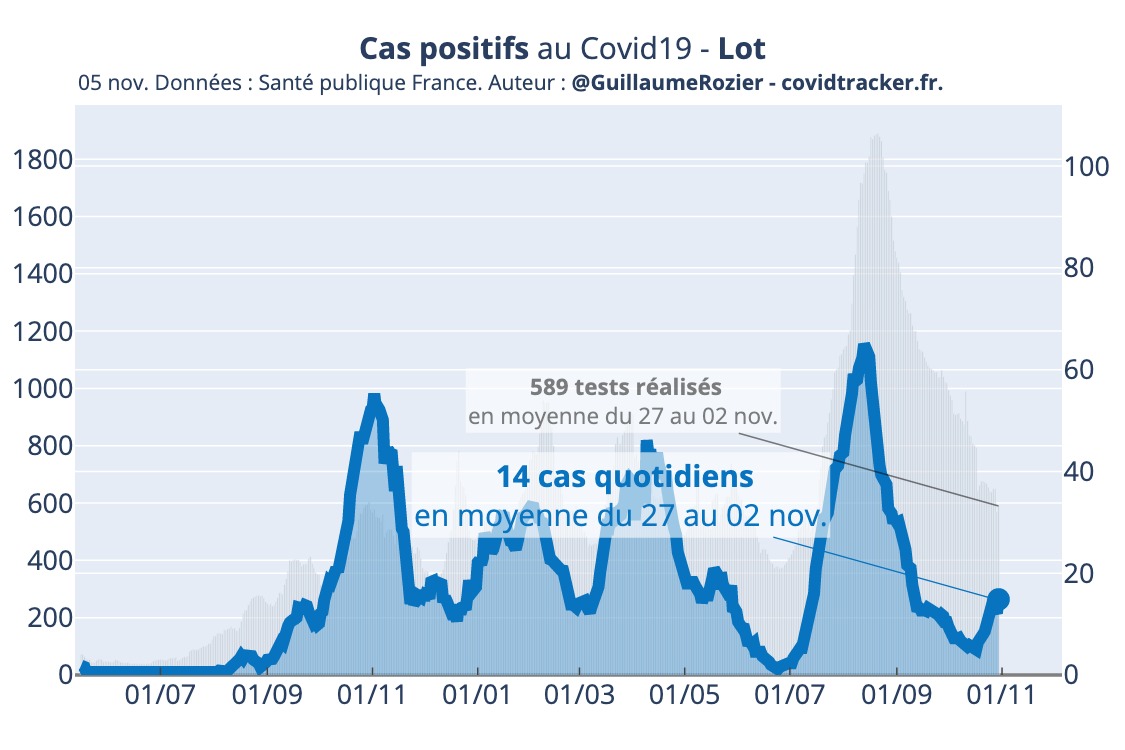 Cas positifs au Covid19 - Lot
05 nov. Données : Santé publique France. Auteur : @GuillaumeRozier - covidtracker.fr.
1800
1600
1400
1200
1000
800
600
400
200
0
100
80
60
40
20
0
589 tests réalisés
en moyenne du 27 au 02 nov.
14 cas quotidiens
en moyenne du 27 au 02 nov.
01/07 01/09 01/11 01/01 01/03 01/05 01/07 01/09 01/11